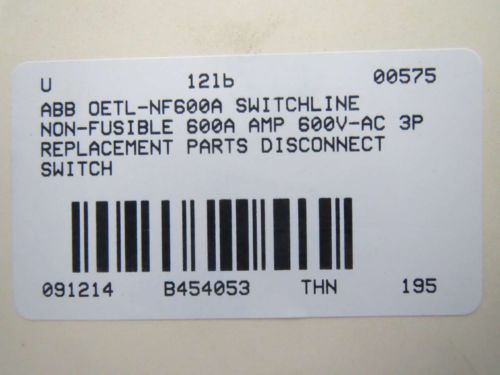 U 12lb 00575
ABB OETL-NF600A SWITCHLINE
NON-FUSIBLE 600A AMP 600V-AC 3P
REPLACEMENT PARTS DISCONNECT
SWITCH
091214 B454053 THN 195